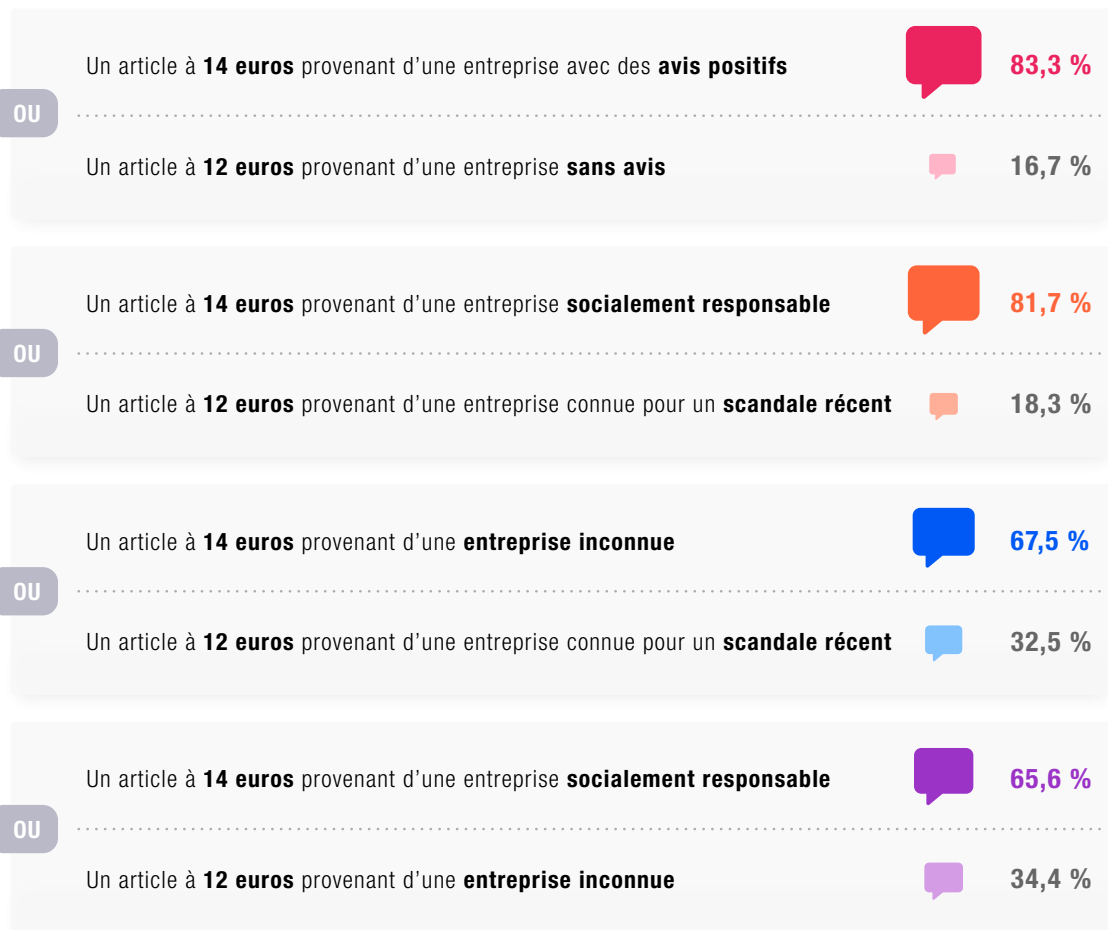 Un article à 14 euros provenant d'une entreprise avec des avis positifs 83,3 %
OU
Un article à 12 euros provenant d'une entreprise sans avis 16,7 %
Un article à 14 euros provenant d'une entreprise socialement responsable 81,7 %
OU
Un article à 12 euros provenant d'une entreprise connue pour un scandale récent 18,3 %
Un article à 14 euros provenant d'une entreprise inconnue 67,5 %
OU
Un article à 12 euros provenant d'une entreprise connue pour un scandale récent 32,5 %
Un article à 14 euros provenant d'une entreprise socialement responsable 65,6 %
OU
Un article à 12 euros provenant d'une entreprise inconnue 34,4 %